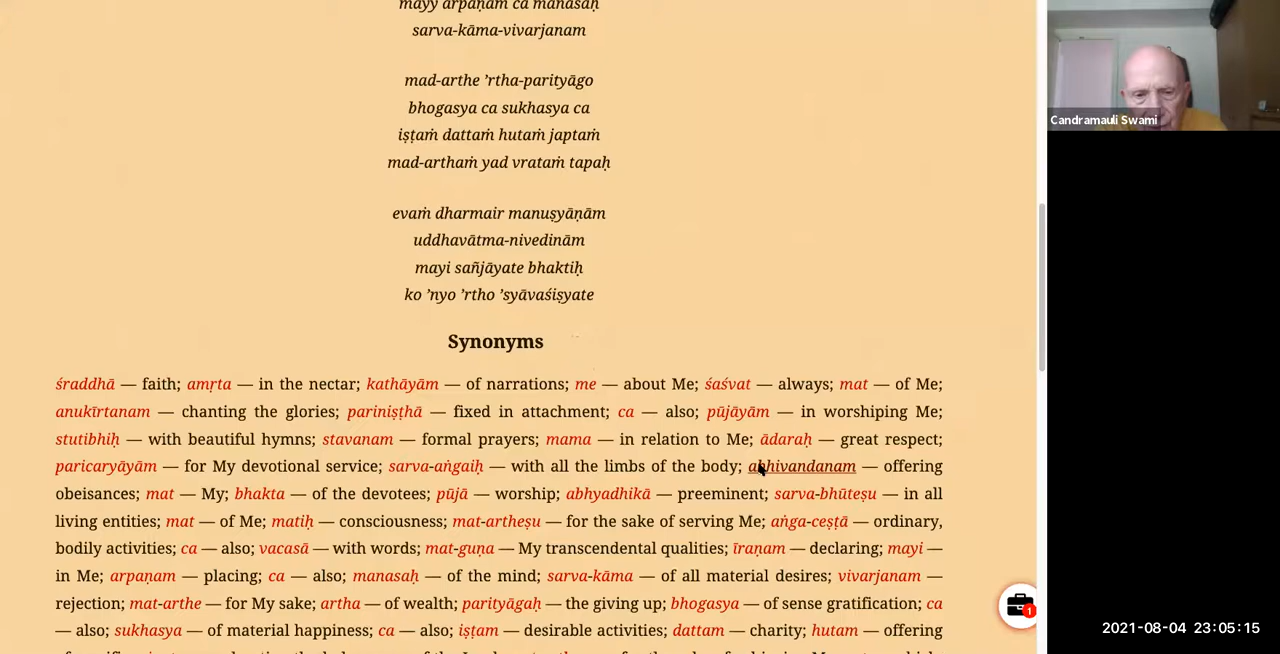 mayy arpaṇaṁ ca manasaḥ
sarva-kāma-vivarjanam
mad-arthe ’rtha-parityāgo
bhogasya ca sukhasya ca
iṣṭaṁ dattaṁ hutaṁ japtaṁ
mad-arthaṁ yad vrataṁ tapaḥ
evaṁ dharmair manuṣyāṇām
uddhavātma-nivedinām
mayi sañjāyate bhaktiḥ
ko ’nyo ’rtho ’syāvaśiṣyate
Synonyms
śraddhā — faith; amṛta — in the nectar; kathāyām — of narrations; me — about Me; śaśvat — always; mat — of Me;
anukīrtanam — chanting the glories; pariniṣṭhā — fixed in attachment; ca — also; pūjāyām — in worshiping Me;
stutibhiḥ — with beautiful hymns; stavanam — formal prayers; mama — in relation to Me; ādaraḥ — great respect;
paricaryāyām — for My devotional service; sarva-aṅgaiḥ — with all the limbs of the body; abhivandanam — offering
obeisances; mat — My; bhakta — of the devotees; pūjā — worship; abhyadhikā — preeminent; sarva-bhūteṣu — in all
living entities; mat — of Me; matiḥ — consciousness; mat-artheṣu — for the sake of serving Me; aṅga-ceṣṭā — ordinary,
bodily activities; ca — also; vacasā — with words; mat-guṇa — My transcendental qualities; īraṇam — declaring; mayi —
in Me; arpaṇam — placing; ca — also; manasaḥ — of the mind; sarva-kāma — of all material desires; vivarjanam —
rejection; mat-arthe — for My sake; artha — of wealth; parityāgaḥ — the giving up; bhogasya — of sense gratification; ca
— also; sukhasya — of material happiness; ca — also; iṣṭam — desirable activities; dattam — charity; hutam — offering
Candramauli Swami
1
2021-08-04 23:05:15